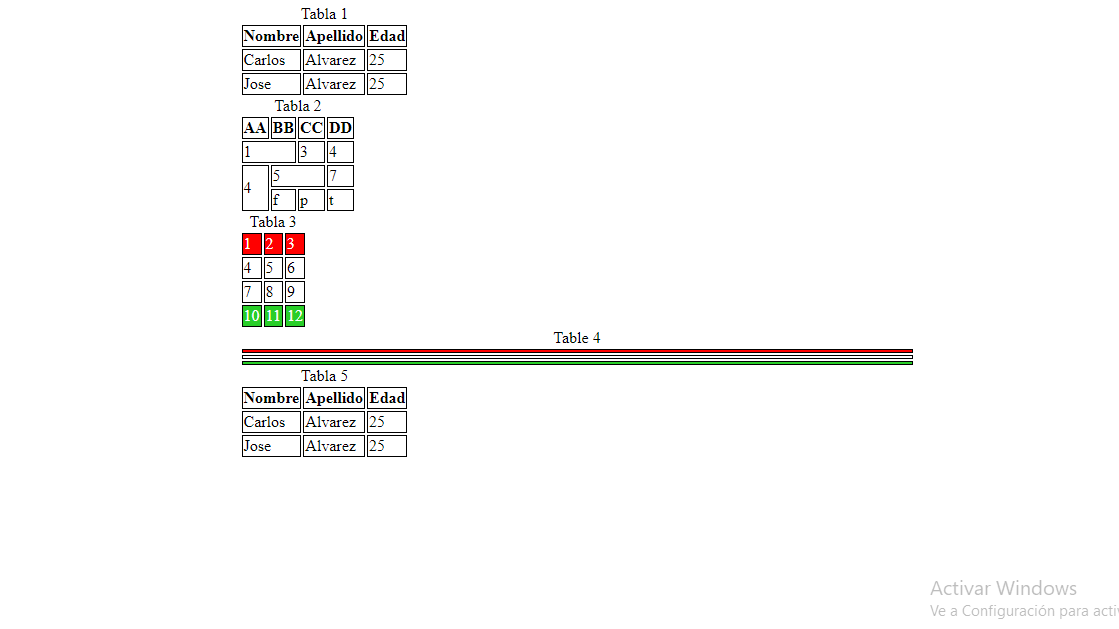 Tabla 1
Nombre Apellido Edad
Carlos Alvarez 25
Jose Alvarez 25
Tabla 2
AA BB CC DD
1 3 4
4 5 7
f p t
Tabla 3
1 2 3
4 5 6
7 8 9
10 11 12
Table 4
Tabla 5
Nombre Apellido Edad
Carlos Alvarez 25
Jose Alvarez 25
Activar Windows
Ve a Configuración para acti